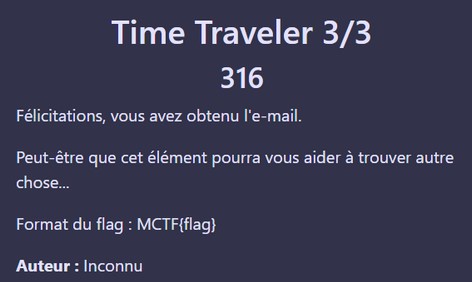 Time Traveler 3/3
316
Félicitations, vous avez obtenu l'e-mail.
Peut-être que cet élément pourra vous aider à trouver autre
chose...
Format du flag : MCTF{flag}
Auteur : Inconnu